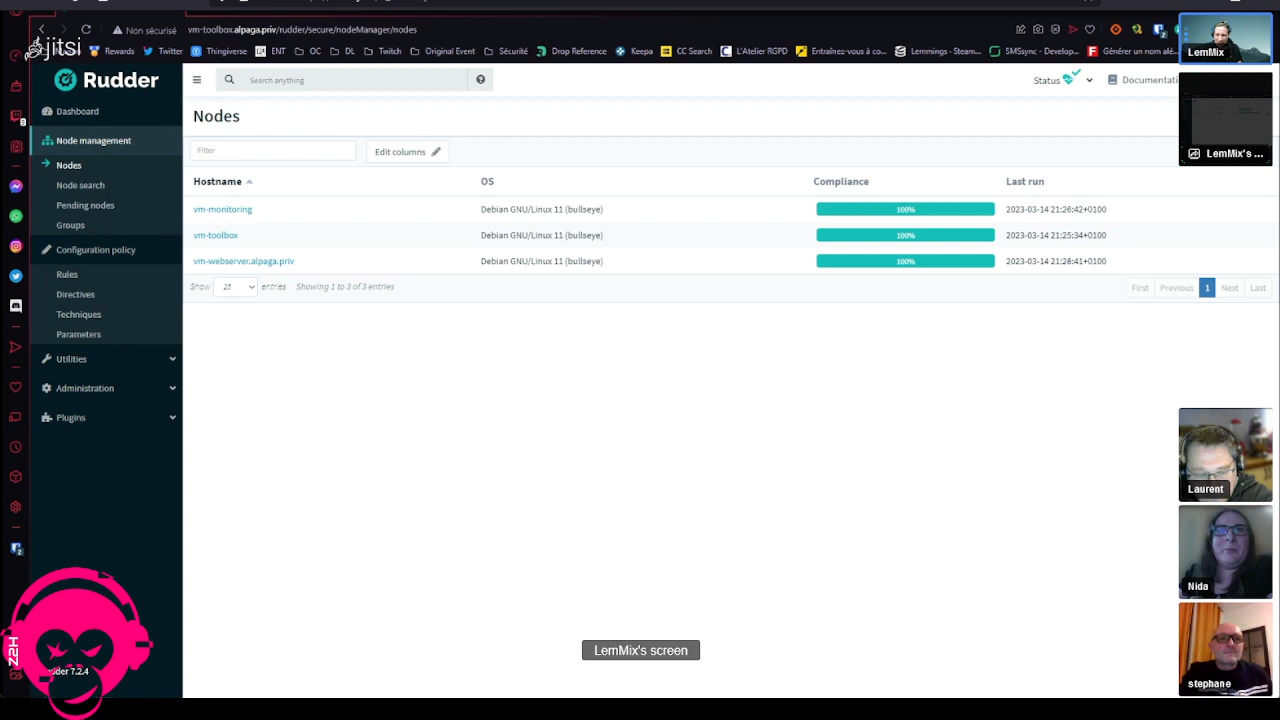 jitsi
Non sécurisé
vm-toolbox.alpaga.priv/rudder/secure/nodeManager/nodes
Rewards
Twitter
Thingiverse
ENT
OC
DL
Twitch
Original Event
Sécurité
Drop Reference
Keepa
CC Search
L'Atelier RGPD
Entraînez-vous à co...
Lemmings - Steam...
SMSsync - Develop...
Générer un nom alé
LemMix
Rudder
Search anything
Status
Documentati
Dashboard
Nodes
Node management
Filter
Edit columns
LemMix's ...
Nodes
Node search
Pending nodes
Groups
Hostname
OS
Compliance
Last run
vm-monitoring
Debian GNU/Linux 11 (bullseye)
100%
2023-03-14 21:26:42+0100
vm-toolbox
Debian GNU/Linux 11 (bullseye)
100%
2023-03-14 21:25:34+0100
vm-webserver.alpaga.priv
Debian GNU/Linux 11 (bullseye)
100%
2023-03-14 21:28:41+0100
Show 25 entries Showing 1 to 3 of 3 entries
First Previous 1 Next Last
Configuration policy
Rules
Directives
Techniques
Parameters
Utilities
Administration
Plugins
Laurent
Nida
stephane
LemMix's screen
Z2H
udder 7.2.4